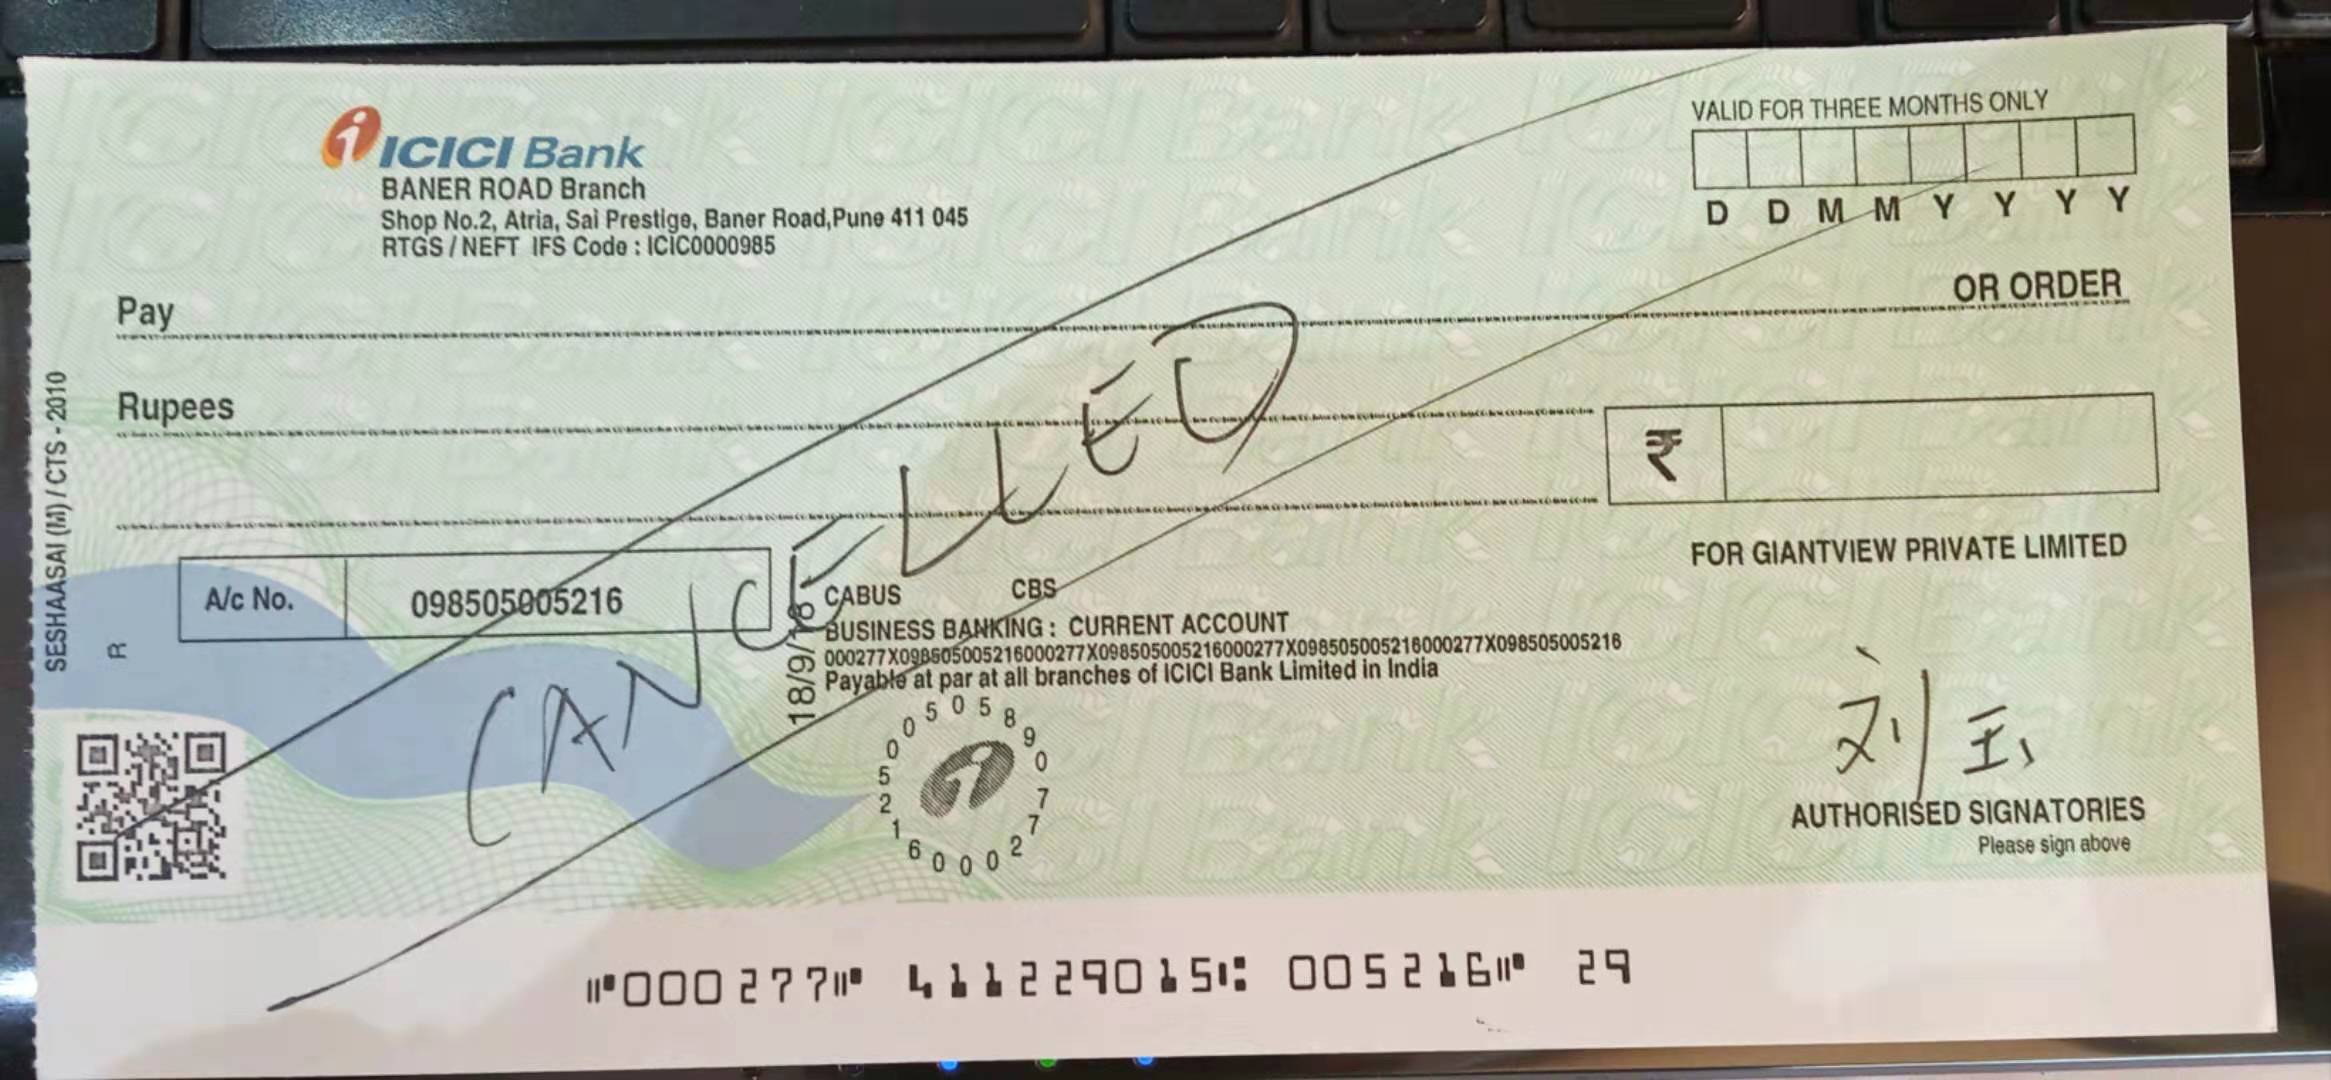 ICICI Bank
BANER ROAD Branch
Shop No.2, Atria, Sai Prestige, Baner Road,Pune 411 045
RTGS / NEFT IFS Code : ICIC0000985
VALID FOR THREE MONTHS ONLY
D D M M Y Y Y Y
Pay
OR ORDER
Rupees
₹
CANCELLED
FOR GIANTVIEW PRIVATE LIMITED
A/c No. 098505005216
CABUS CBS
BUSINESS BANKING : CURRENT ACCOUNT
000277X098505005216000277X098505005216000277X098505005216000277X098505005216
Payable at par at all branches of ICICI Bank Limited in India
18/9/18
SESHAASAI (M) / CTS - 2010
R
61200505890772000
刘玉
AUTHORISED SIGNATORIES
Please sign above
⑈000277⑈ 411229015⑆ 005216⑈ 29